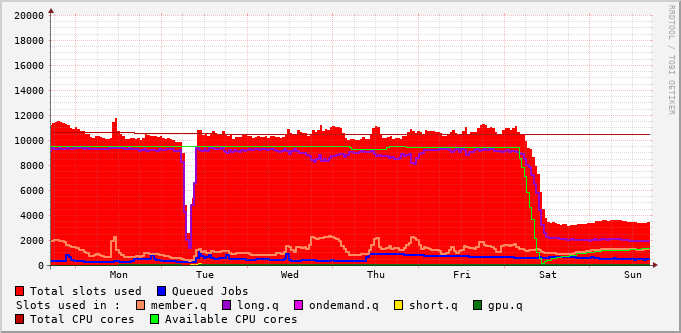 20000
18000
16000
14000
12000
10000
8000
6000
4000
2000
0
Mon Tue Wed Thu Fri Sat Sun
RRDTOOL / TOBI OETIKER
Total slots used Queued Jobs
Slots used in : member.q long.q ondemand.q short.q gpu.q
Total CPU cores Available CPU cores